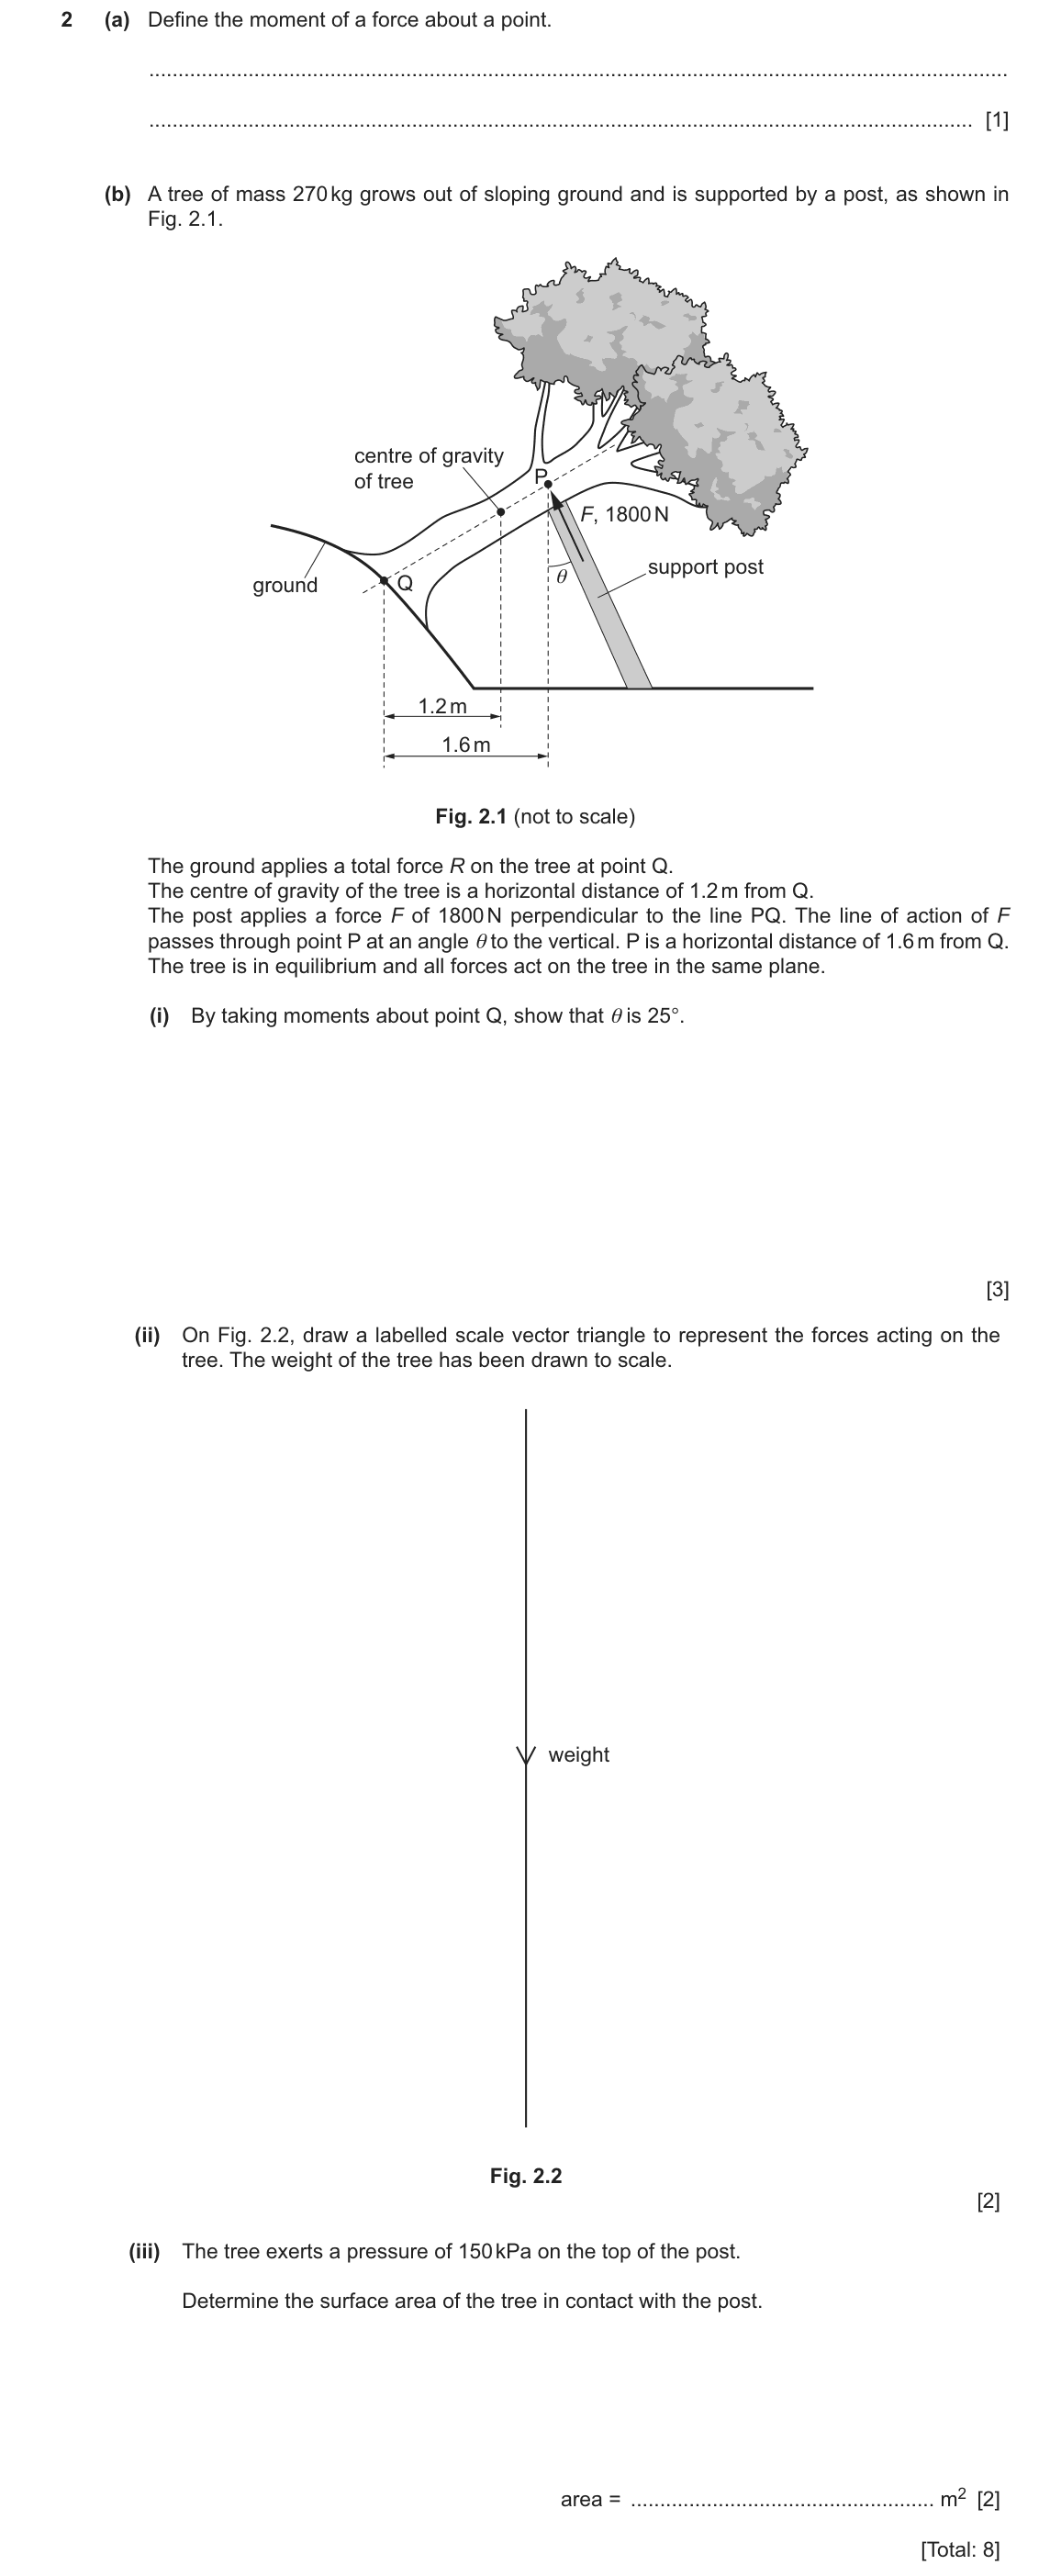 2 (a) Define the moment of a force about a point.
..........................................................................................................................................
.................................................................................................................................... [1]
(b) A tree of mass 270 kg grows out of sloping ground and is supported by a post, as shown in
Fig. 2.1.
centre of gravity
of tree
P
F, 1800 N
ground
Q
θ
support post
1.2 m
1.6 m
Fig. 2.1 (not to scale)
The ground applies a total force R on the tree at point Q.
The centre of gravity of the tree is a horizontal distance of 1.2 m from Q.
The post applies a force F of 1800 N perpendicular to the line PQ. The line of action of F
passes through point P at an angle θ to the vertical. P is a horizontal distance of 1.6 m from Q.
The tree is in equilibrium and all forces act on the tree in the same plane.
(i) By taking moments about point Q, show that θ is 25°.
[3]
(ii) On Fig. 2.2, draw a labelled scale vector triangle to represent the forces acting on the
tree. The weight of the tree has been drawn to scale.
weight
Fig. 2.2
[2]
(iii) The tree exerts a pressure of 150 kPa on the top of the post.
Determine the surface area of the tree in contact with the post.
area = .................................................... m² [2]
[Total: 8]